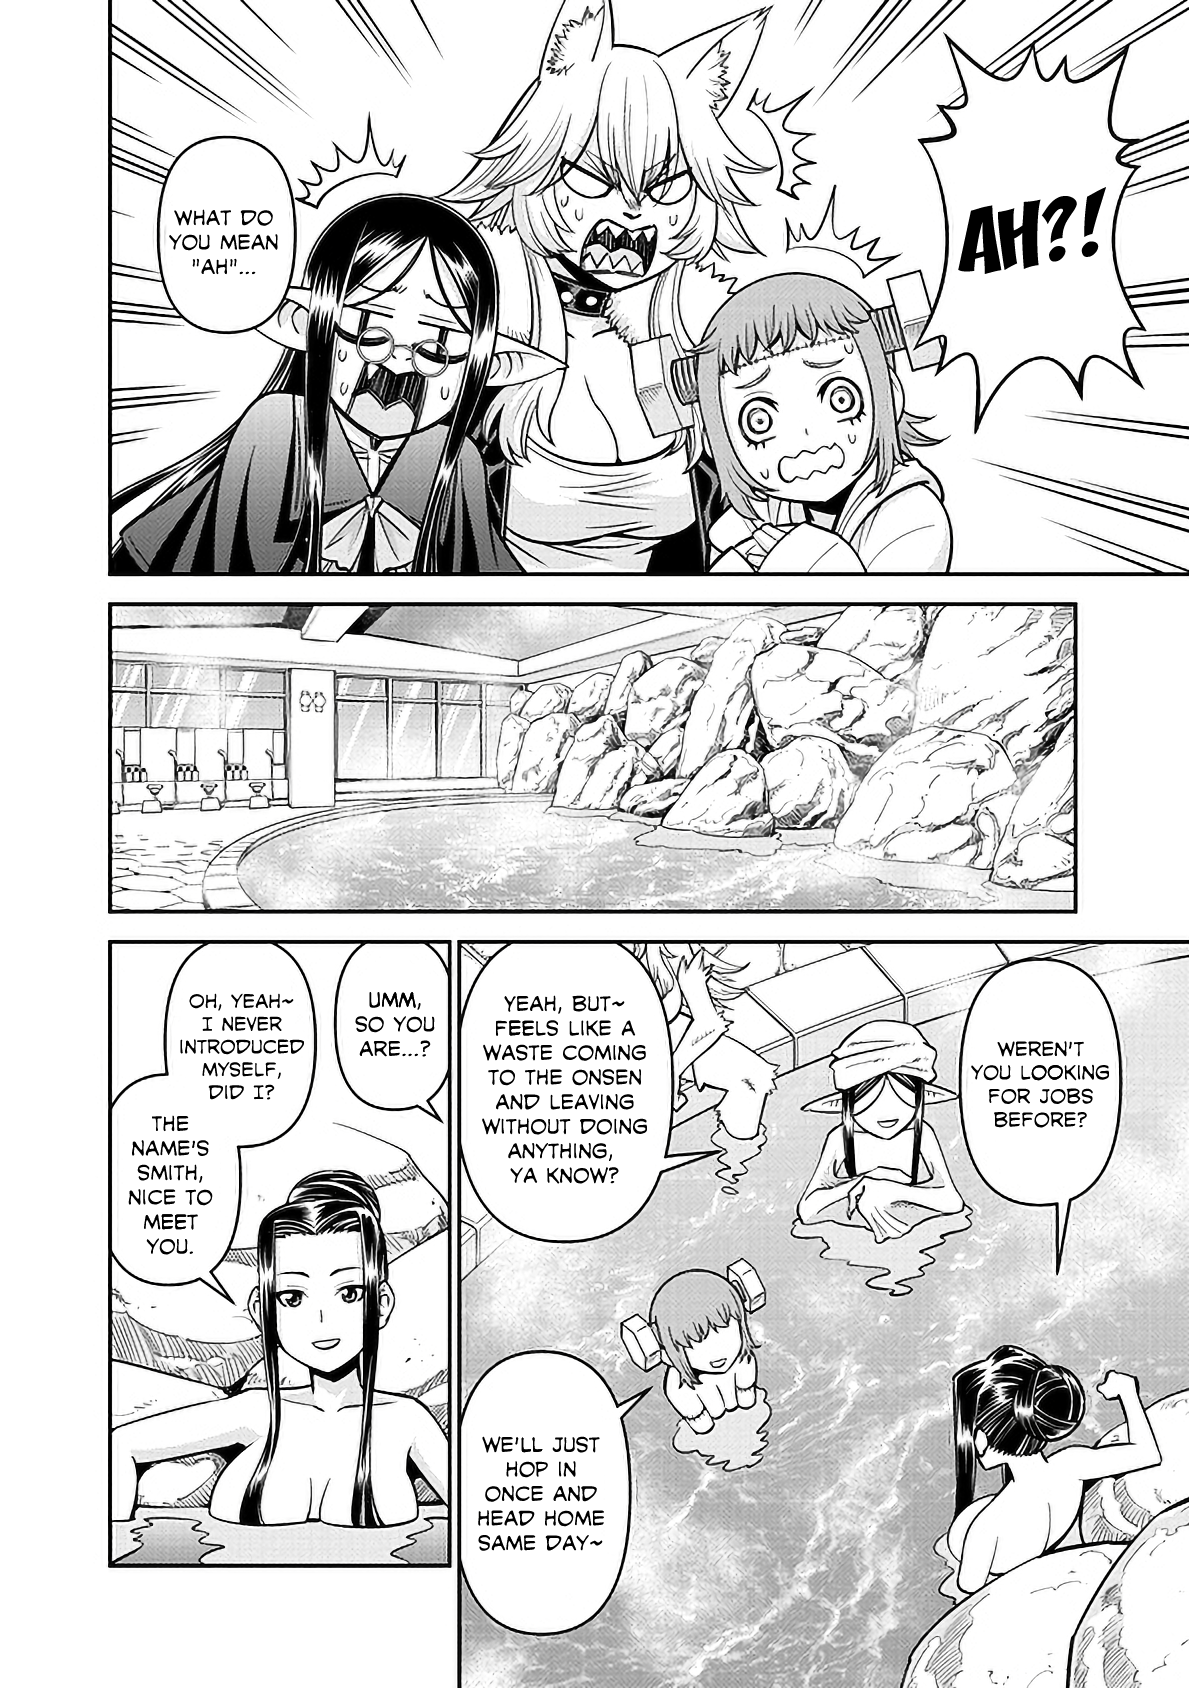 AH?!
WHAT DO
YOU MEAN
"AH"...
WEREN'T
YOU LOOKING
FOR JOBS
BEFORE?
YEAH, BUT~
FEELS LIKE A
WASTE COMING
TO THE ONSEN
AND LEAVING
WITHOUT DOING
ANYTHING,
YA KNOW?
WE'LL JUST
HOP IN
ONCE AND
HEAD HOME
SAME DAY~
UMM,
SO YOU
ARE...?
OH, YEAH~
I NEVER
INTRODUCED
MYSELF,
DID I?
THE
NAME'S
SMITH,
NICE TO
MEET
YOU.